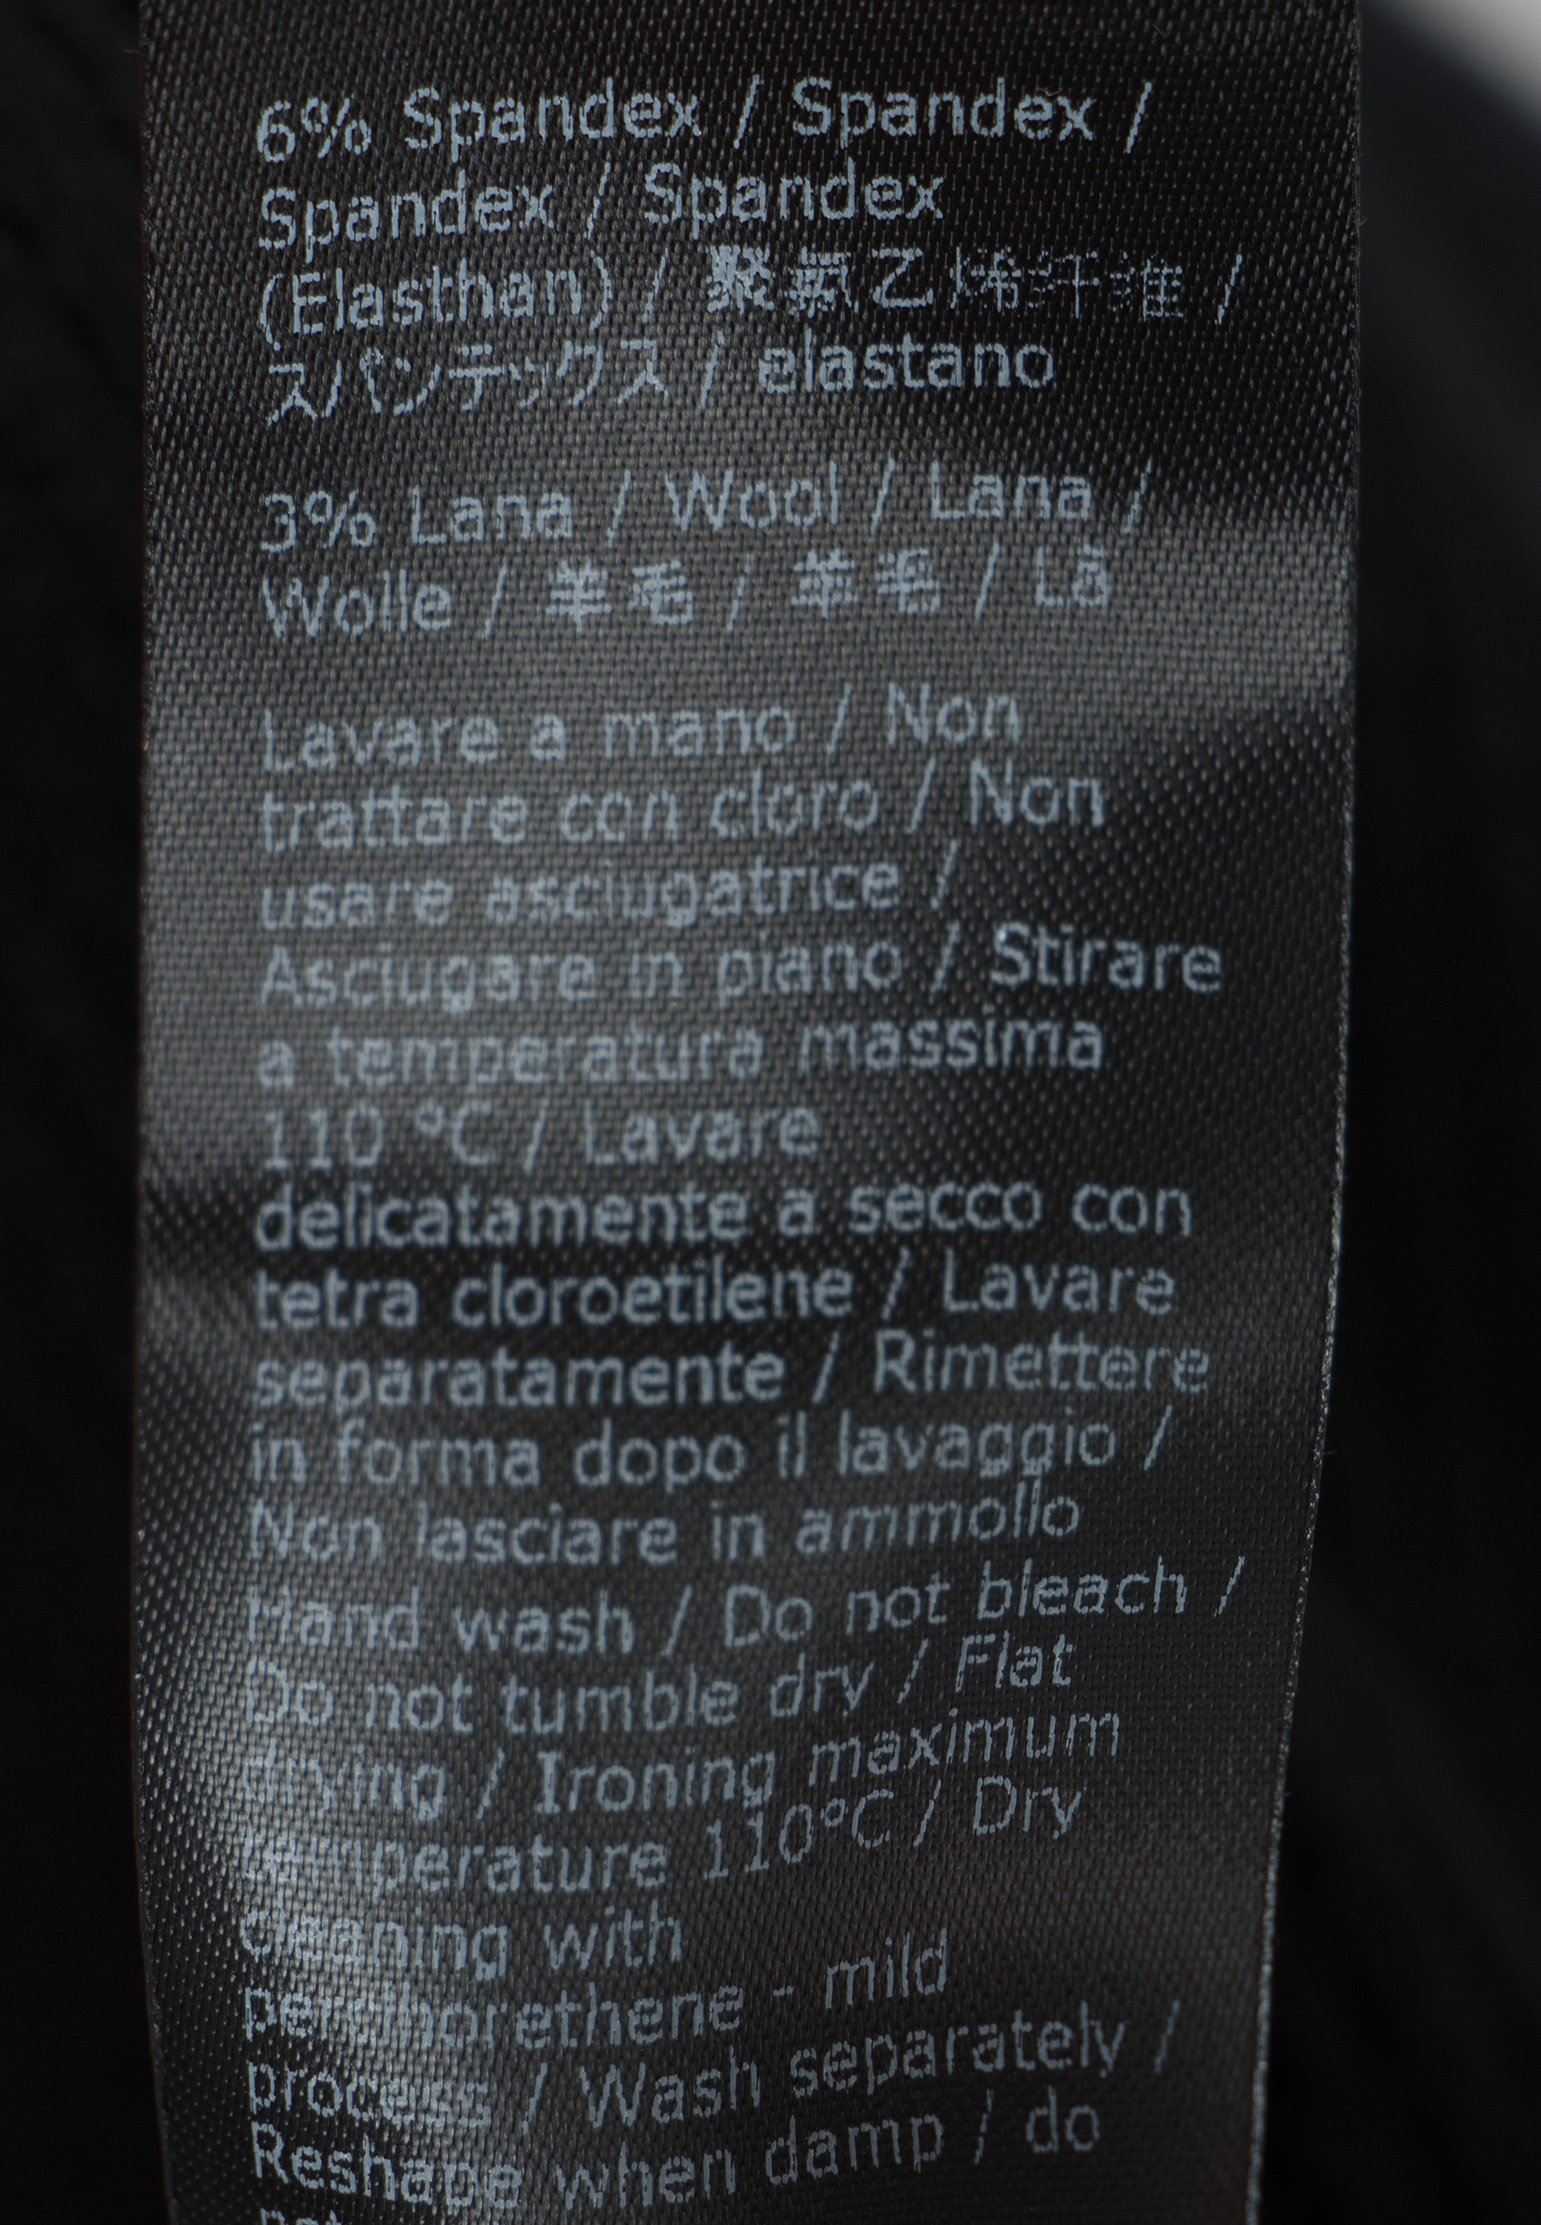 6% Spandex / Spandex /
Spandex / Spandex
(Elasthan) / 聚氯乙烯纤维 /
スパンテックス / elastano
3% Lana / Wool / Lana /
Wolle / 羊毛 / 羊毛 / Lã
Lavare a mano / Non
trattare con cloro / Non
usare asciugatrice /
Asciugare in piano / Stirare
a temperatura massima
110 °C / Lavare
delicatamente a secco con
tetra cloroetilene / Lavare
separatamente / Rimettere
in forma dopo il lavaggio /
Non lasciare in ammollo
Hand wash / Do not bleach /
Do not tumble dry / Flat
drying / Ironing maximum
temperature 110°C / Dry
cleaning with
perchlorethene - mild
process / Wash separately /
Reshape when damp / do